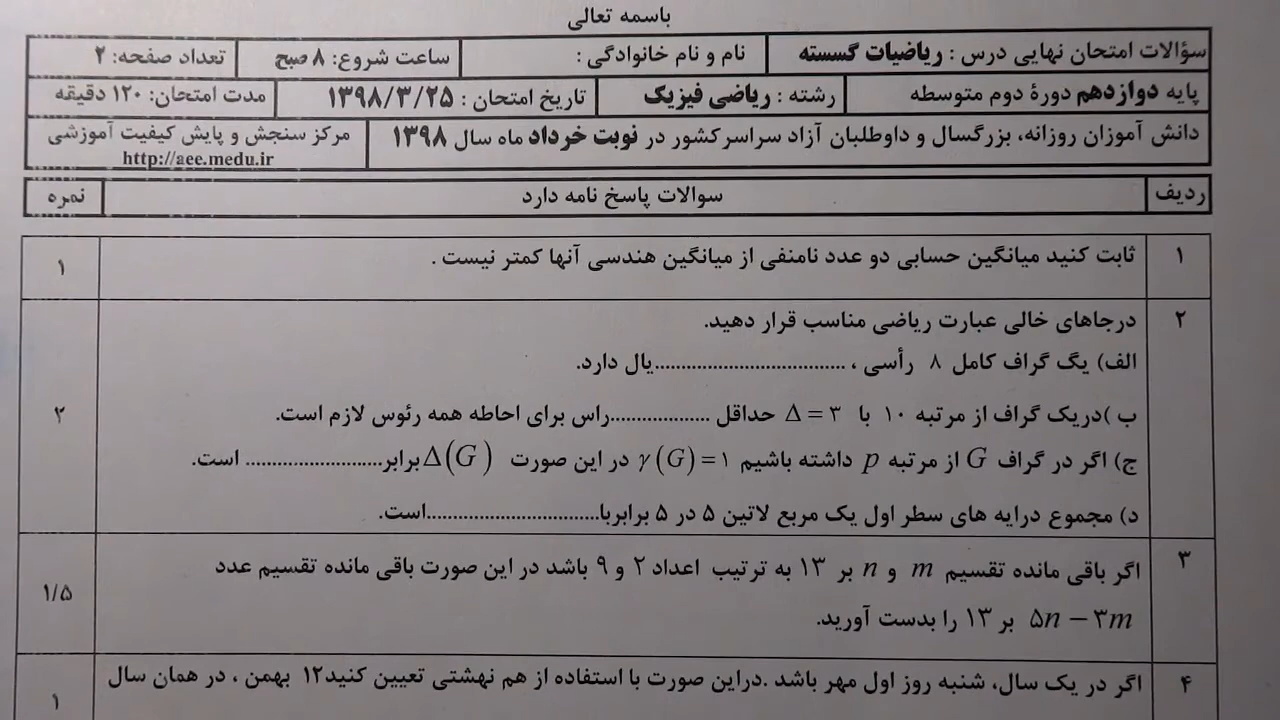 باسمه تعالی
سؤالات امتحان نهایی درس : ریاضیات گسسته نام و نام خانوادگی : ساعت شروع: ۸ صبح تعداد صفحه: ۲
پایه دوازدهم دورۀ دوم متوسطه رشته : ریاضی فیزیک تاریخ امتحان : ۱۳۹۸/۳/۲۵ مدت امتحان: ۱۲۰ دقیقه
دانش آموزان روزانه، بزرگسال و داوطلبان آزاد سراسرکشور در نوبت خرداد ماه سال ۱۳۹۸ مرکز سنجش و پایش کیفیت آموزشی
http://aee.medu.ir
ردیف سوالات پاسخ نامه دارد نمره
۱ ثابت کنید میانگین حسابی دو عدد نامنفی از میانگین هندسی آنها کمتر نیست . ۱
۲ درجاهای خالی عبارت ریاضی مناسب قرار دهید.
الف) یگ گراف کامل ۸ رأسی ، ....................................یال دارد.
ب )دریک گراف از مرتبه ۱۰ با Δ = ۳ حداقل ...................راس برای احاطه همه رئوس لازم است. ۲
ج) اگر در گراف G از مرتبه p داشته باشیم γ(G) = ۱ در این صورت Δ(G) برابر.......................... است.
د) مجموع درایه های سطر اول یک مربع لاتین ۵ در ۵ برابربا.................................است.
۳ اگر باقی مانده تقسیم m و n بر ۱۳ به ترتیب اعداد ۲ و ۹ باشد در این صورت باقی مانده تقسیم عدد ۱/۵
۵n − ۳m بر ۱۳ را بدست آورید.
۴ اگر در یک سال، شنبه روز اول مهر باشد .دراین صورت با استفاده از هم نهشتی تعیین کنید۱۲ بهمن ، در همان سال ۱